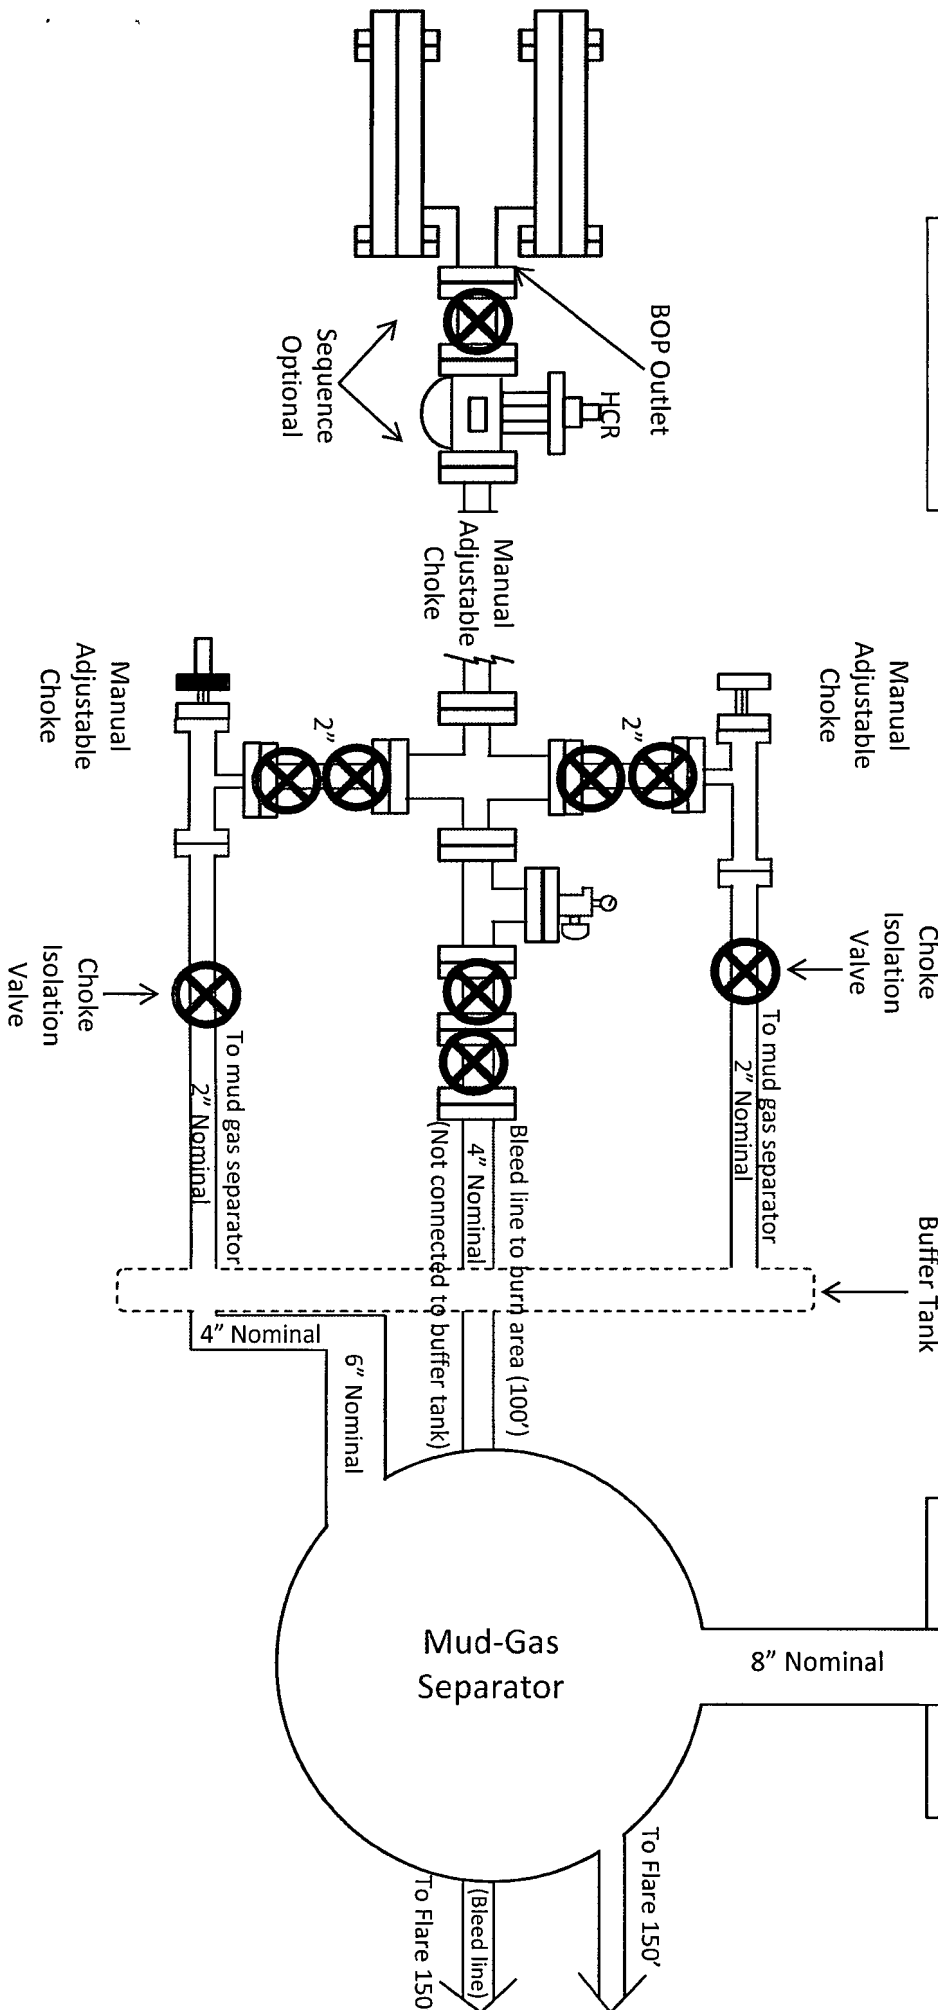 BOP Outlet
HCR
Sequence
Optional
Manual
Adjustable
Choke
Manual
Adjustable
Choke
Manual
Adjustable
Choke
2”
2”
Choke
Isolation
Valve
Choke
Isolation
Valve
To mud gas separator
2” Nominal
To mud gas separator
2” Nominal
Bleed line to burn area (100’)
4” Nominal
(Not connected to buffer tank)
Buffer Tank
4” Nominal
6” Nominal
Mud-Gas
Separator
8” Nominal
To Flare 150’
(Bleed line)
To Flare 150